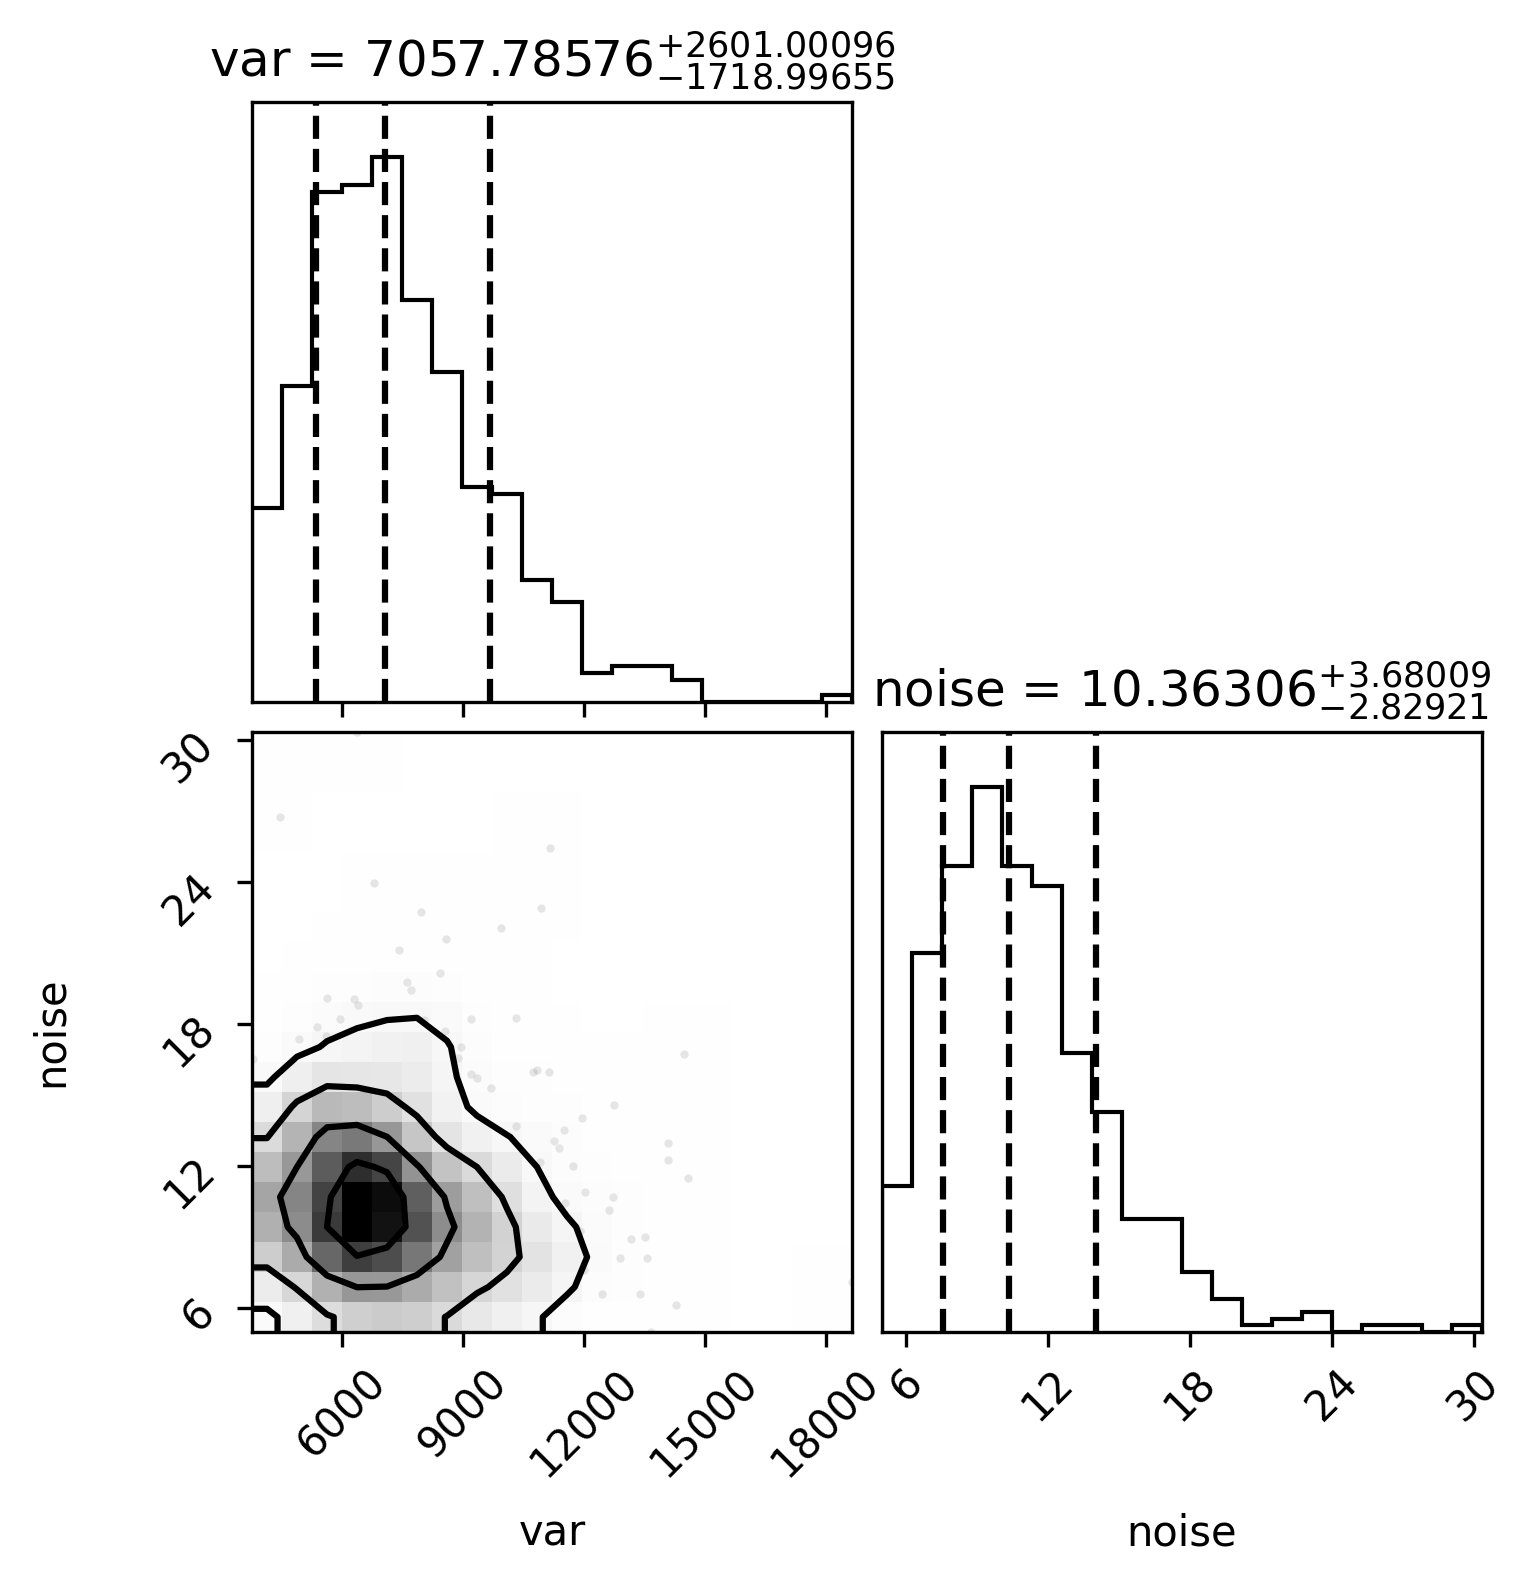 var = 7057.78576+2601.00096−1718.99655
noise = 10.36306+3.68009−2.82921
30
24
18
12
6
noise
6000 9000 12000 15000 18000 6 12 18 24 30
var noise